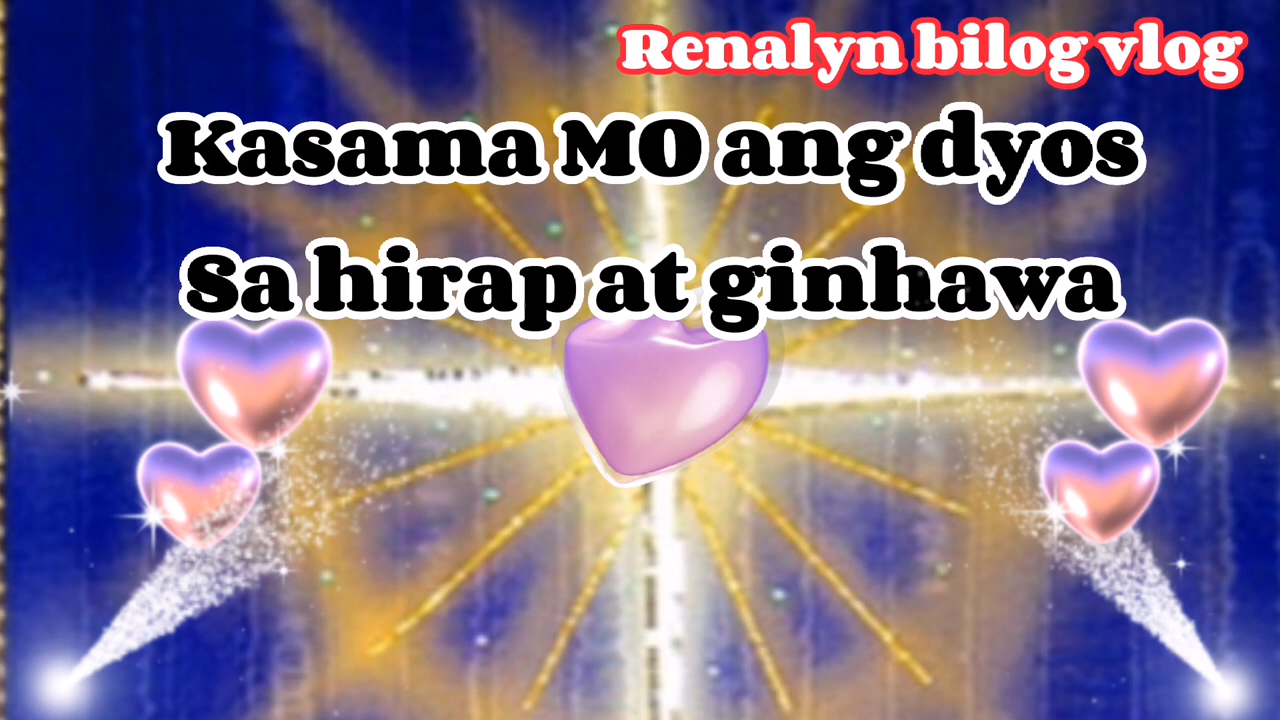 Renalyn bilog vlog
Kasama MO ang dyos
Sa hirap at ginhawa